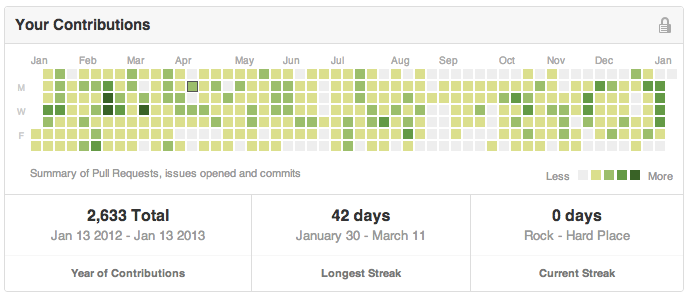 Your Contributions
Jan Feb Mar Apr May Jun Jul Aug Sep Oct Nov Dec Jan
M
W
F
Summary of Pull Requests, issues opened and commits
Less More
2,633 Total
Jan 13 2012 - Jan 13 2013
Year of Contributions
42 days
January 30 - March 11
Longest Streak
0 days
Rock - Hard Place
Current Streak